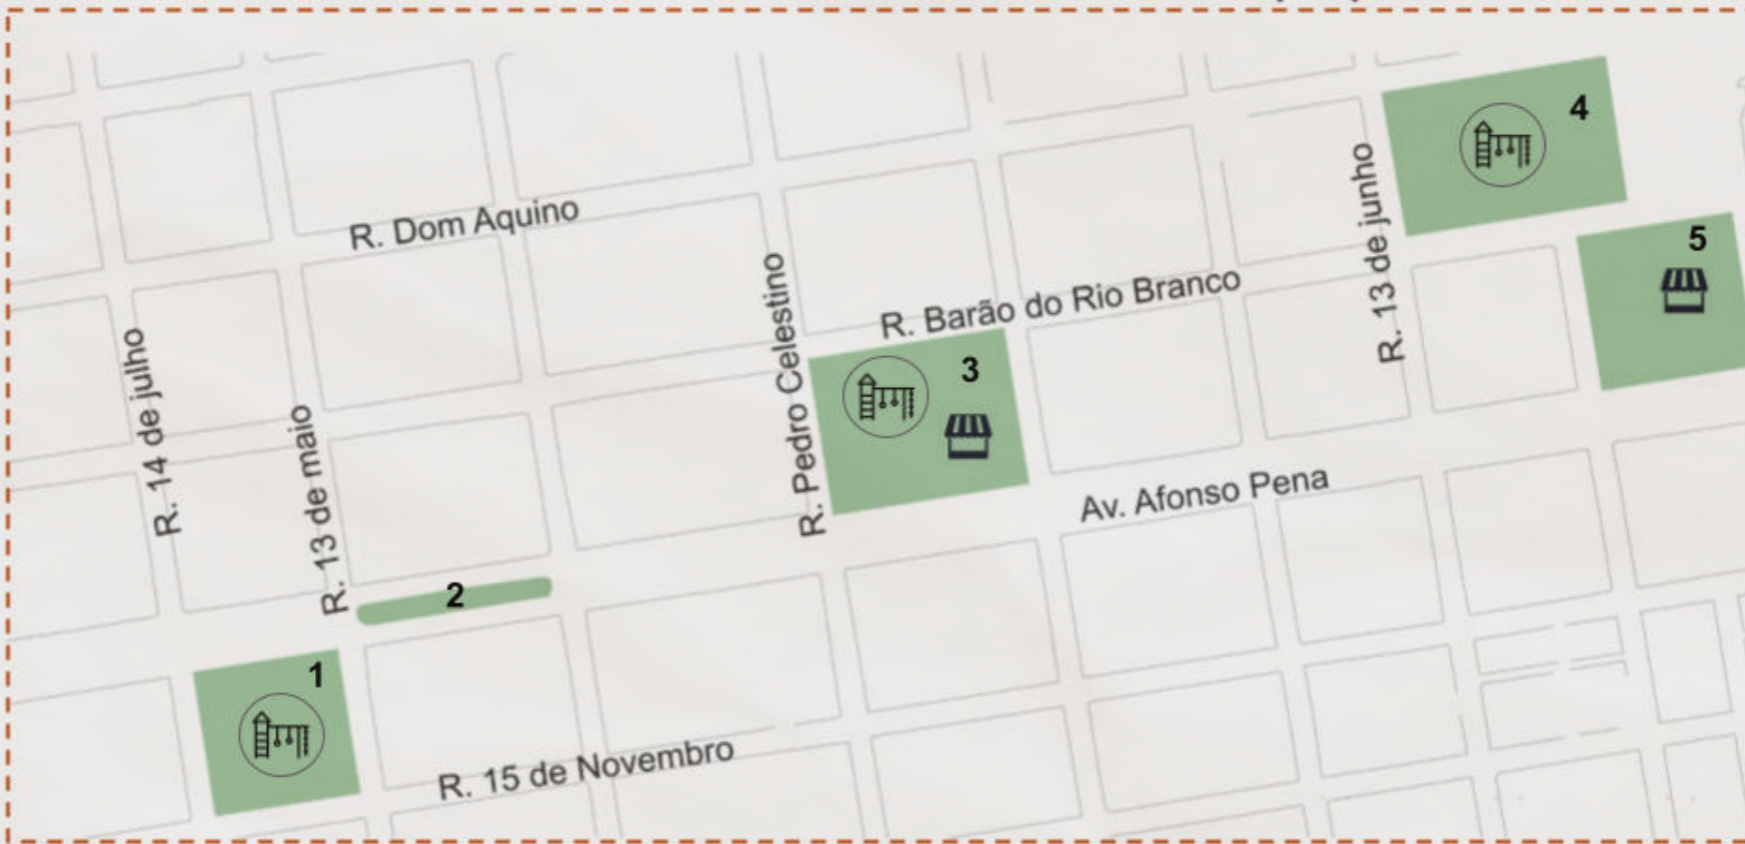 4
5
R. Dom Aquino
R. 13 de junho
R. Barão do Rio Branco
3
R. Pedro Celestino
R. 14 de julho
R. 13 de maio
Av. Afonso Pena
2
1
R. 15 de Novembro